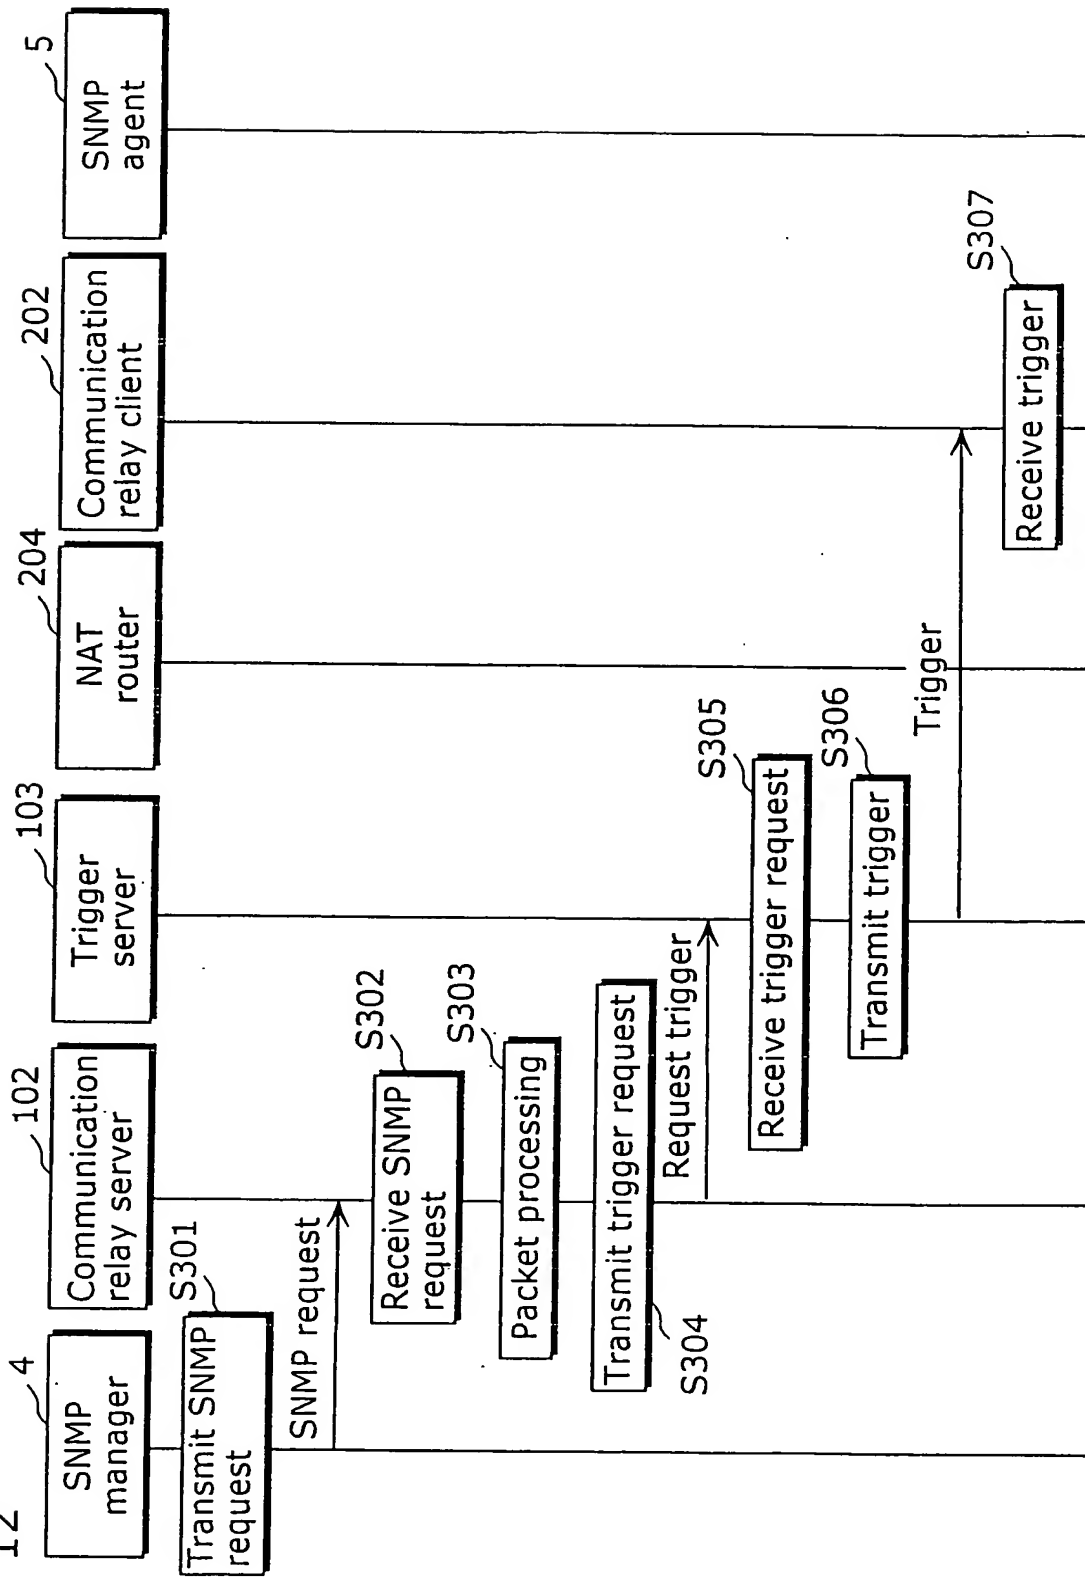 12
4
SNMP
manager
102
Communication
relay server
103
Trigger
server
204
NAT
router
202
Communication
relay client
5
SNMP
agent
S301
Transmit SNMP
request
SNMP request
S302
Receive SNMP
request
S303
Packet processing
Transmit trigger request
S304
Request trigger
S305
Receive trigger request
S306
Transmit trigger
Trigger
S307
Receive trigger